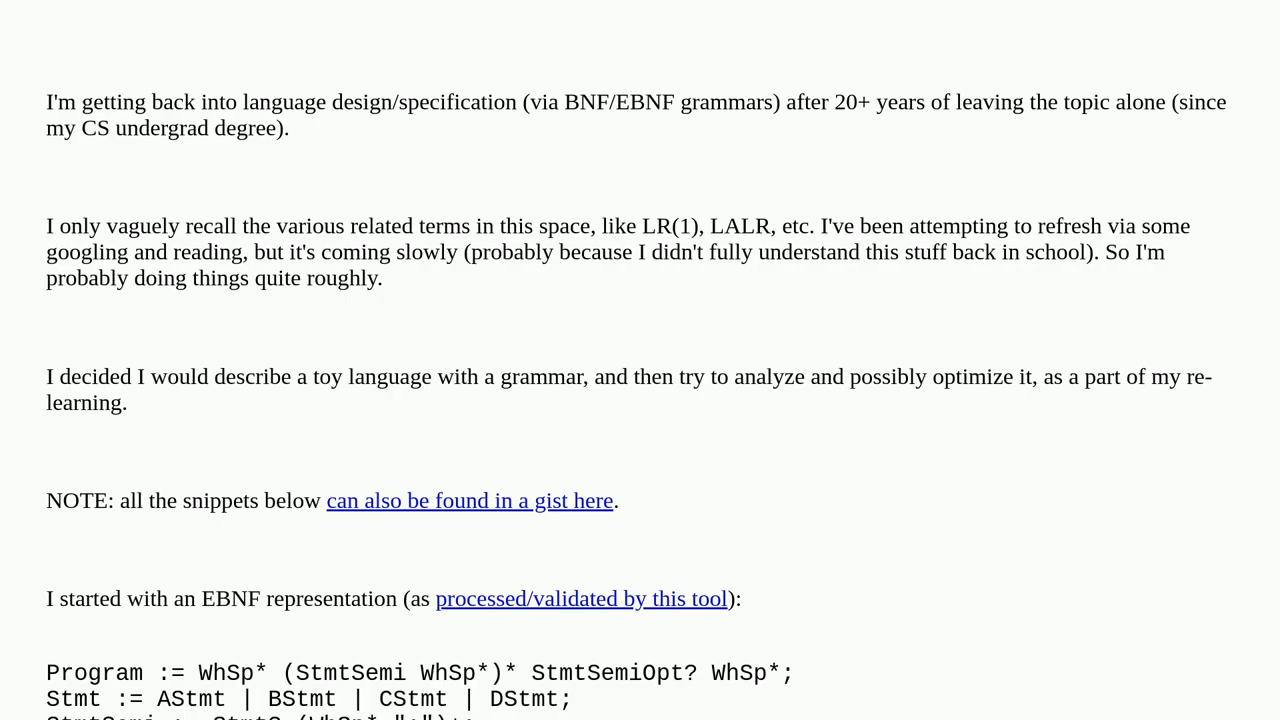 I'm getting back into language design/specification (via BNF/EBNF grammars) after 20+ years of leaving the topic alone (since
my CS undergrad degree).
I only vaguely recall the various related terms in this space, like LR(1), LALR, etc. I've been attempting to refresh via some
googling and reading, but it's coming slowly (probably because I didn't fully understand this stuff back in school). So I'm
probably doing things quite roughly.
I decided I would describe a toy language with a grammar, and then try to analyze and possibly optimize it, as a part of my re-
learning.
NOTE: all the snippets below can also be found in a gist here.
I started with an EBNF representation (as processed/validated by this tool):
Program := WhSp* (StmtSemi WhSp*)* StmtSemiOpt? WhSp*;
Stmt := AStmt | BStmt | CStmt | DStmt;